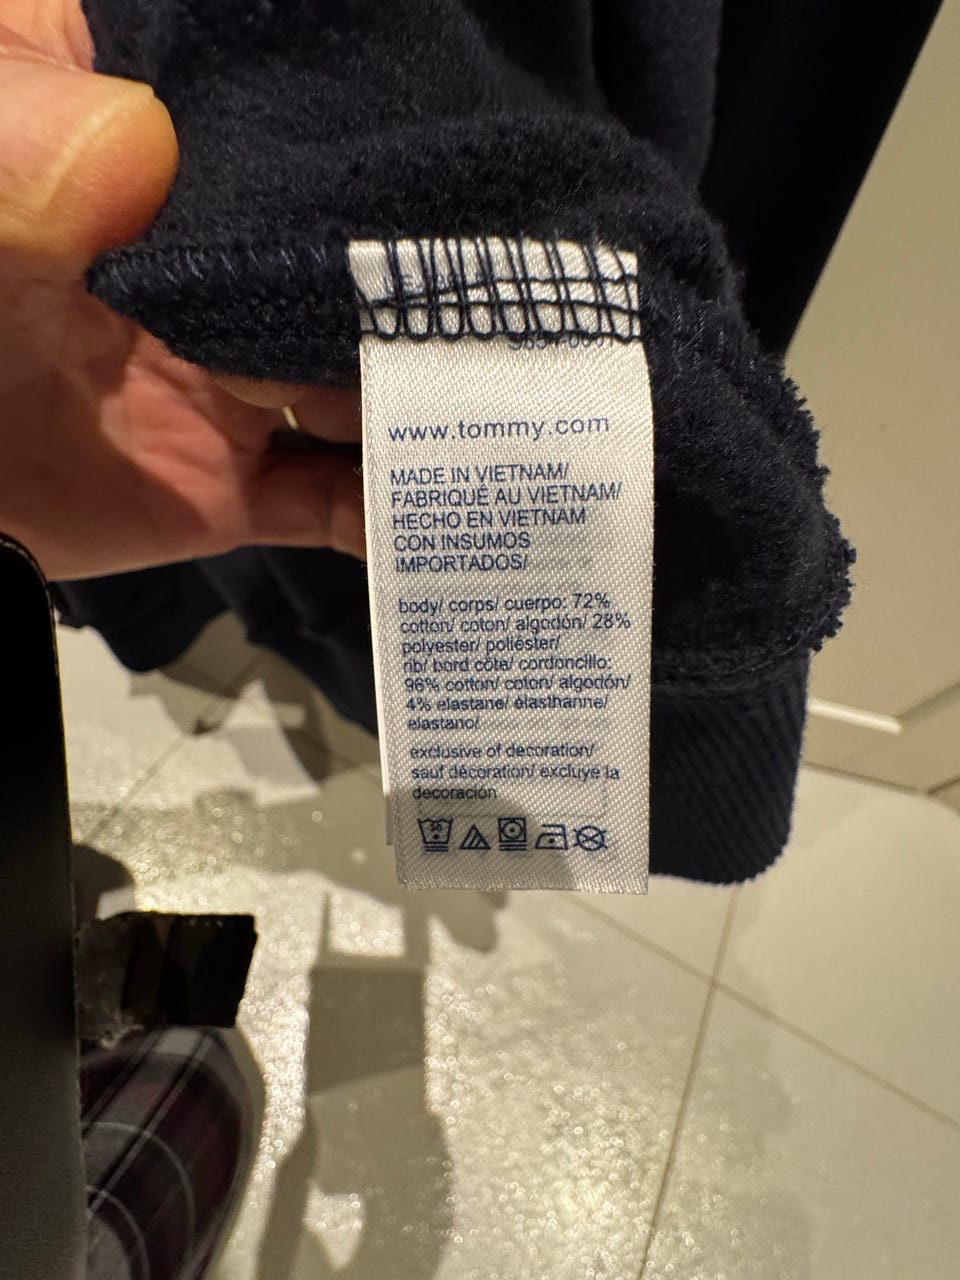 www.tommy.com
MADE IN VIETNAM/
FABRIQUÉ AU VIETNAM/
HECHO EN VIETNAM
CON INSUMOS
IMPORTADOS/
body/ corps/ cuerpo: 72%
cotton/ coton/ algodón/ 28%
polyester/ poliéster/
rib/ bord côte/ cordoncillo:
96% cotton/ coton/ algodón/
4% elastane/ élasthanne/
elastano/
exclusive of decoration/
sauf décoration/ excluye la
decoración
30